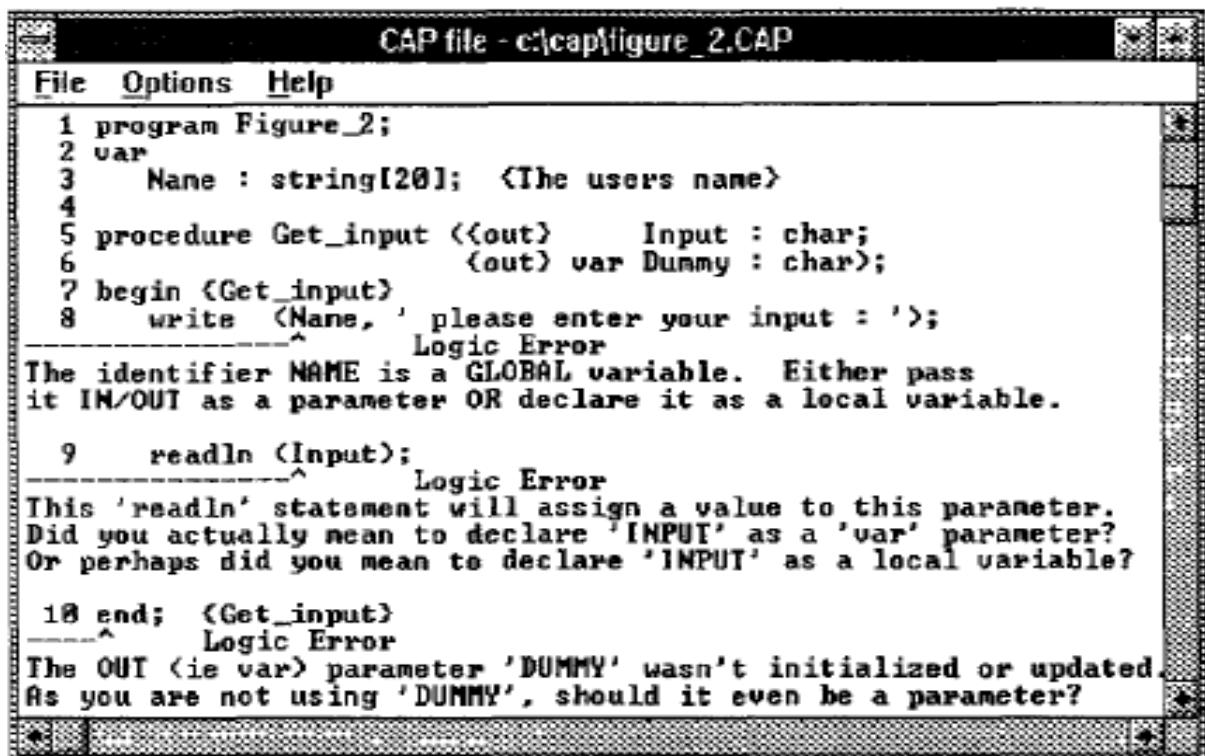 CAP file - c:\cap\figure_2.CAP
File Options Help
1 program Figure_2;
2 var
3 Name : string[20]; {The users name}
4
5 procedure Get_input ({out} Input : char;
6 {out} var Dummy : char);
7 begin {Get_input}
8 write (Name, ' please enter your input : ');
----------------^ Logic Error
The identifier NAME is a GLOBAL variable. Either pass
it IN/OUT as a parameter OR declare it as a local variable.
9 readln (Input);
----------------^ Logic Error
This 'readln' statement will assign a value to this parameter.
Did you actually mean to declare 'INPUT' as a 'var' parameter?
Or perhaps did you mean to declare 'INPUT' as a local variable?
10 end; {Get_input}
----^ Logic Error
The OUT (ie var) parameter 'DUMMY' wasn't initialized or updated.
As you are not using 'DUMMY', should it even be a parameter?